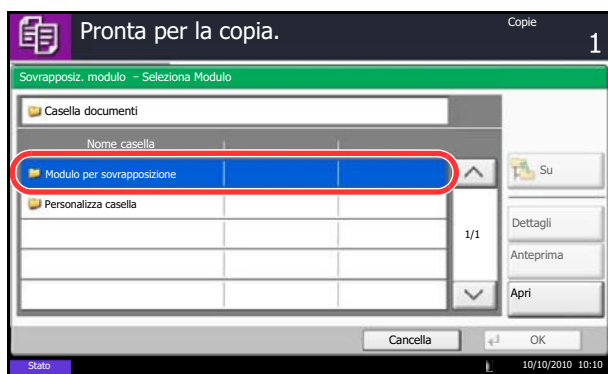 Pronta per la copia.
Copie
1
Sovrapposiz. modulo – Seleziona Modulo
Casella documenti
Nome casella
Modulo per sovrapposizione
Personalizza casella
1/1
Su
Dettagli
Anteprima
Apri
Cancella
OK
Stato
10/10/2010 10:10